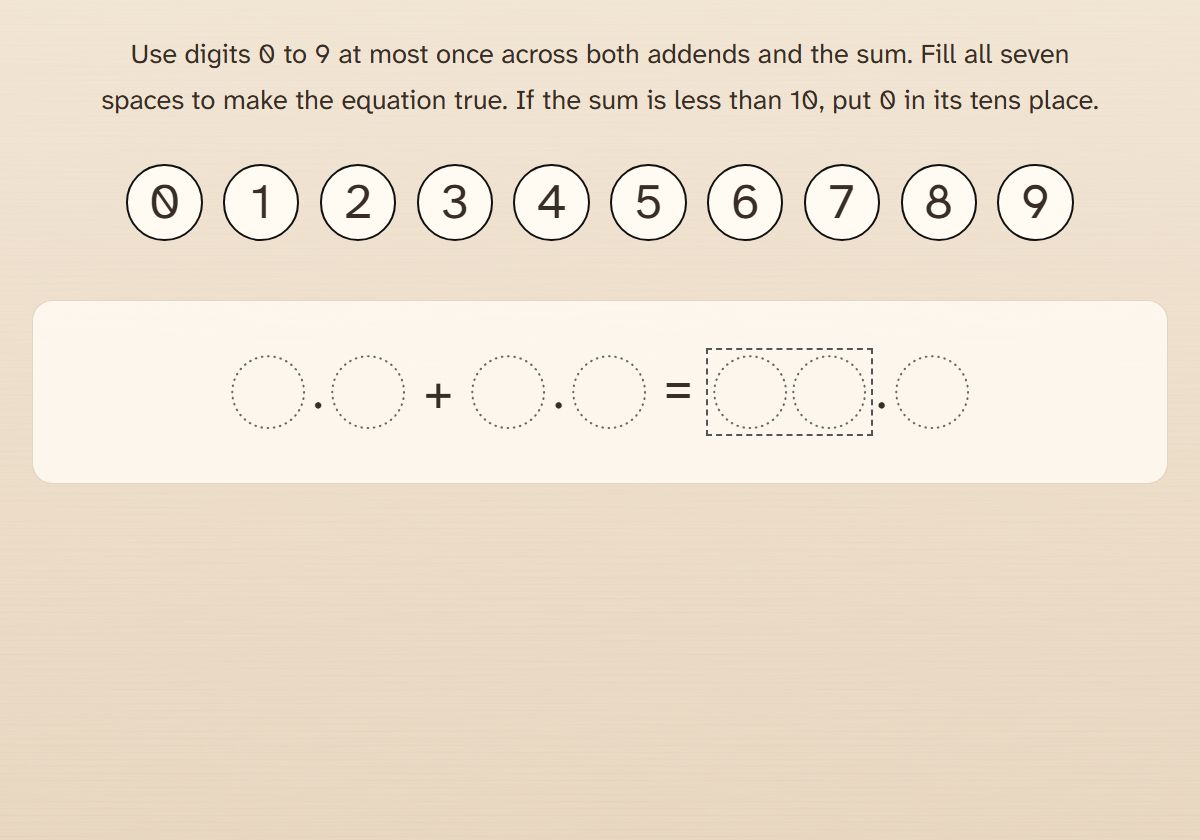 Use digits 0 to 9 at most once across both addends and the sum. Fill all seven
spaces to make the equation true. If the sum is less than 10, put 0 in its tens place.
0 1 2 3 4 5 6 7 8 9
. + . = .